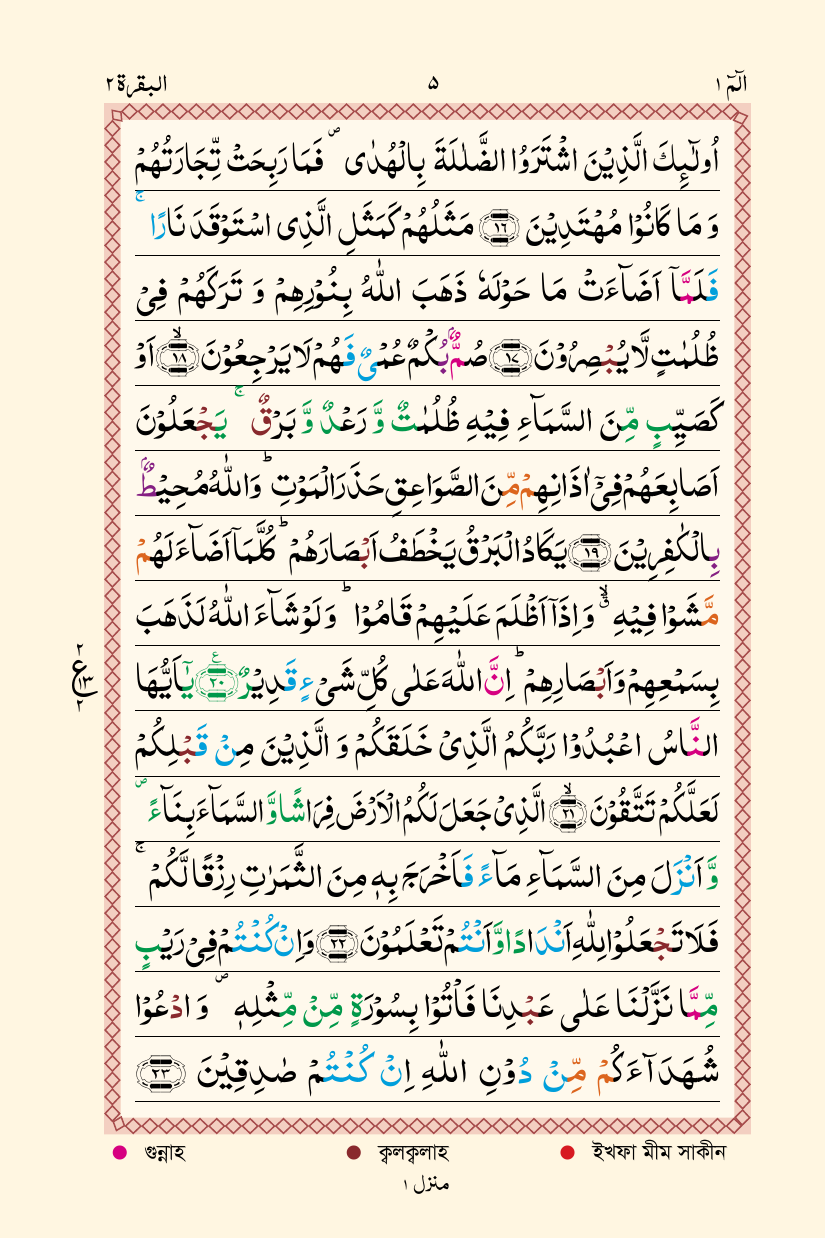 الٓمّٓ ١ ۵ البقرة ٢
اُولٰٓئِكَ الَّذِيْنَ اشْتَرَوُا الضَّلٰلَةَ بِالْهُدٰى ۪ فَمَا رَبِحَتْ تِّجَارَتُهُمْ
وَ مَا كَانُوْا مُهْتَدِيْنَ ١٦ مَثَلُهُمْ كَمَثَلِ الَّذِى اسْتَوْقَدَ نَارًا ۚ
فَلَمَّآ اَضَآءَتْ مَا حَوْلَهٗ ذَهَبَ اللّٰهُ بِنُوْرِهِمْ وَ تَرَكَهُمْ فِيْ
ظُلُمٰتٍ لَّا يُبْصِرُوْنَ ١٧ صُمٌّۢ بُكْمٌ عُمْيٌ فَهُمْ لَا يَرْجِعُوْنَ ۙ ١٨ اَوْ
كَصَيِّبٍ مِّنَ السَّمَآءِ فِيْهِ ظُلُمٰتٌ وَّ رَعْدٌ وَّ بَرْقٌ ۚ يَجْعَلُوْنَ
اَصَابِعَهُمْ فِيْٓ اٰذَانِهِمْ مِّنَ الصَّوَاعِقِ حَذَرَ الْمَوْتِ ؕ وَاللّٰهُ مُحِيْطٌۢ
بِالْكٰفِرِيْنَ ١٩ يَكَادُ الْبَرْقُ يَخْطَفُ اَبْصَارَهُمْ ؕ كُلَّمَآ اَضَآءَ لَهُمْ
مَّشَوْا فِيْهِ ۙۗ وَاِذَآ اَظْلَمَ عَلَيْهِمْ قَامُوْا ؕ وَلَوْ شَآءَ اللّٰهُ لَذَهَبَ
بِسَمْعِهِمْ وَاَبْصَارِهِمْ ؕ اِنَّ اللّٰهَ عَلٰى كُلِّ شَيْءٍ قَدِيْرٌ ٢٠ يٰٓاَيُّهَا
٢ ع ١٣ ٢
النَّاسُ اعْبُدُوْا رَبَّكُمُ الَّذِيْ خَلَقَكُمْ وَ الَّذِيْنَ مِنْ قَبْلِكُمْ
لَعَلَّكُمْ تَتَّقُوْنَ ۙ ٢١ الَّذِيْ جَعَلَ لَكُمُ الْاَرْضَ فِرَاشًا وَّ السَّمَآءَ بِنَآءً ۪
وَّ اَنْزَلَ مِنَ السَّمَآءِ مَآءً فَاَخْرَجَ بِهٖ مِنَ الثَّمَرٰتِ رِزْقًا لَّكُمْ ۚ
فَلَا تَجْعَلُوْا لِلّٰهِ اَنْدَادًا وَّ اَنْتُمْ تَعْلَمُوْنَ ٢٢ وَاِنْ كُنْتُمْ فِيْ رَيْبٍ
مِّمَّا نَزَّلْنَا عَلٰى عَبْدِنَا فَاْتُوْا بِسُوْرَةٍ مِّنْ مِّثْلِهٖ ۪ وَ ادْعُوْا
شُهَدَآءَكُمْ مِّنْ دُوْنِ اللّٰهِ اِنْ كُنْتُمْ صٰدِقِيْنَ ٢٣
গুন্নাহ ক্বলক্বলাহ ইখফা মীম সাকীন
منزل ١